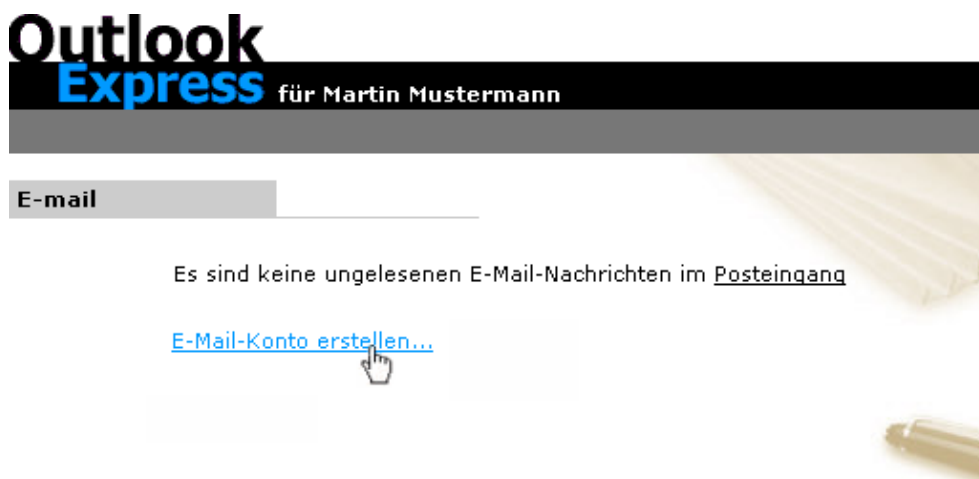 Outlook
Express für Martin Mustermann
E-mail
Es sind keine ungelesenen E-Mail-Nachrichten im Posteingang
E-Mail-Konto erstellen...